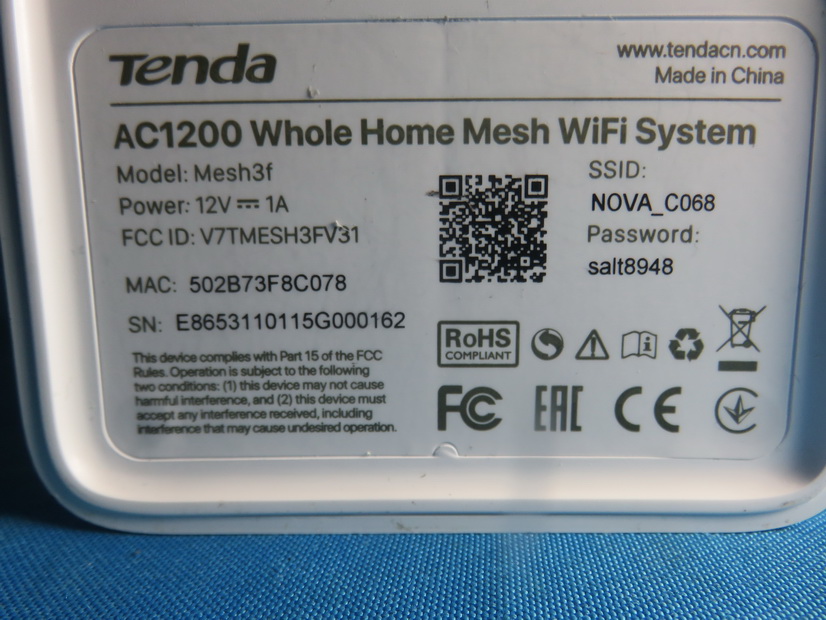 Tenda
www.tendacn.com
Made in China
AC1200 Whole Home Mesh WiFi System
Model: Mesh3f
Power: 12V⎓1A
FCC ID: V7TMESH3FV31
MAC: 502B73F8C078
SN: E8653110115G000162
SSID:
NOVA_C068
Password:
salt8948
This device complies with Part 15 of the FCC
Rules. Operation is subject to the following
two conditions: (1) this device may not cause
harmful interference, and (2) this device must
accept any interference received, including
interference that may cause undesired operation.
RoHS
COMPLIANT
FC EAC CE